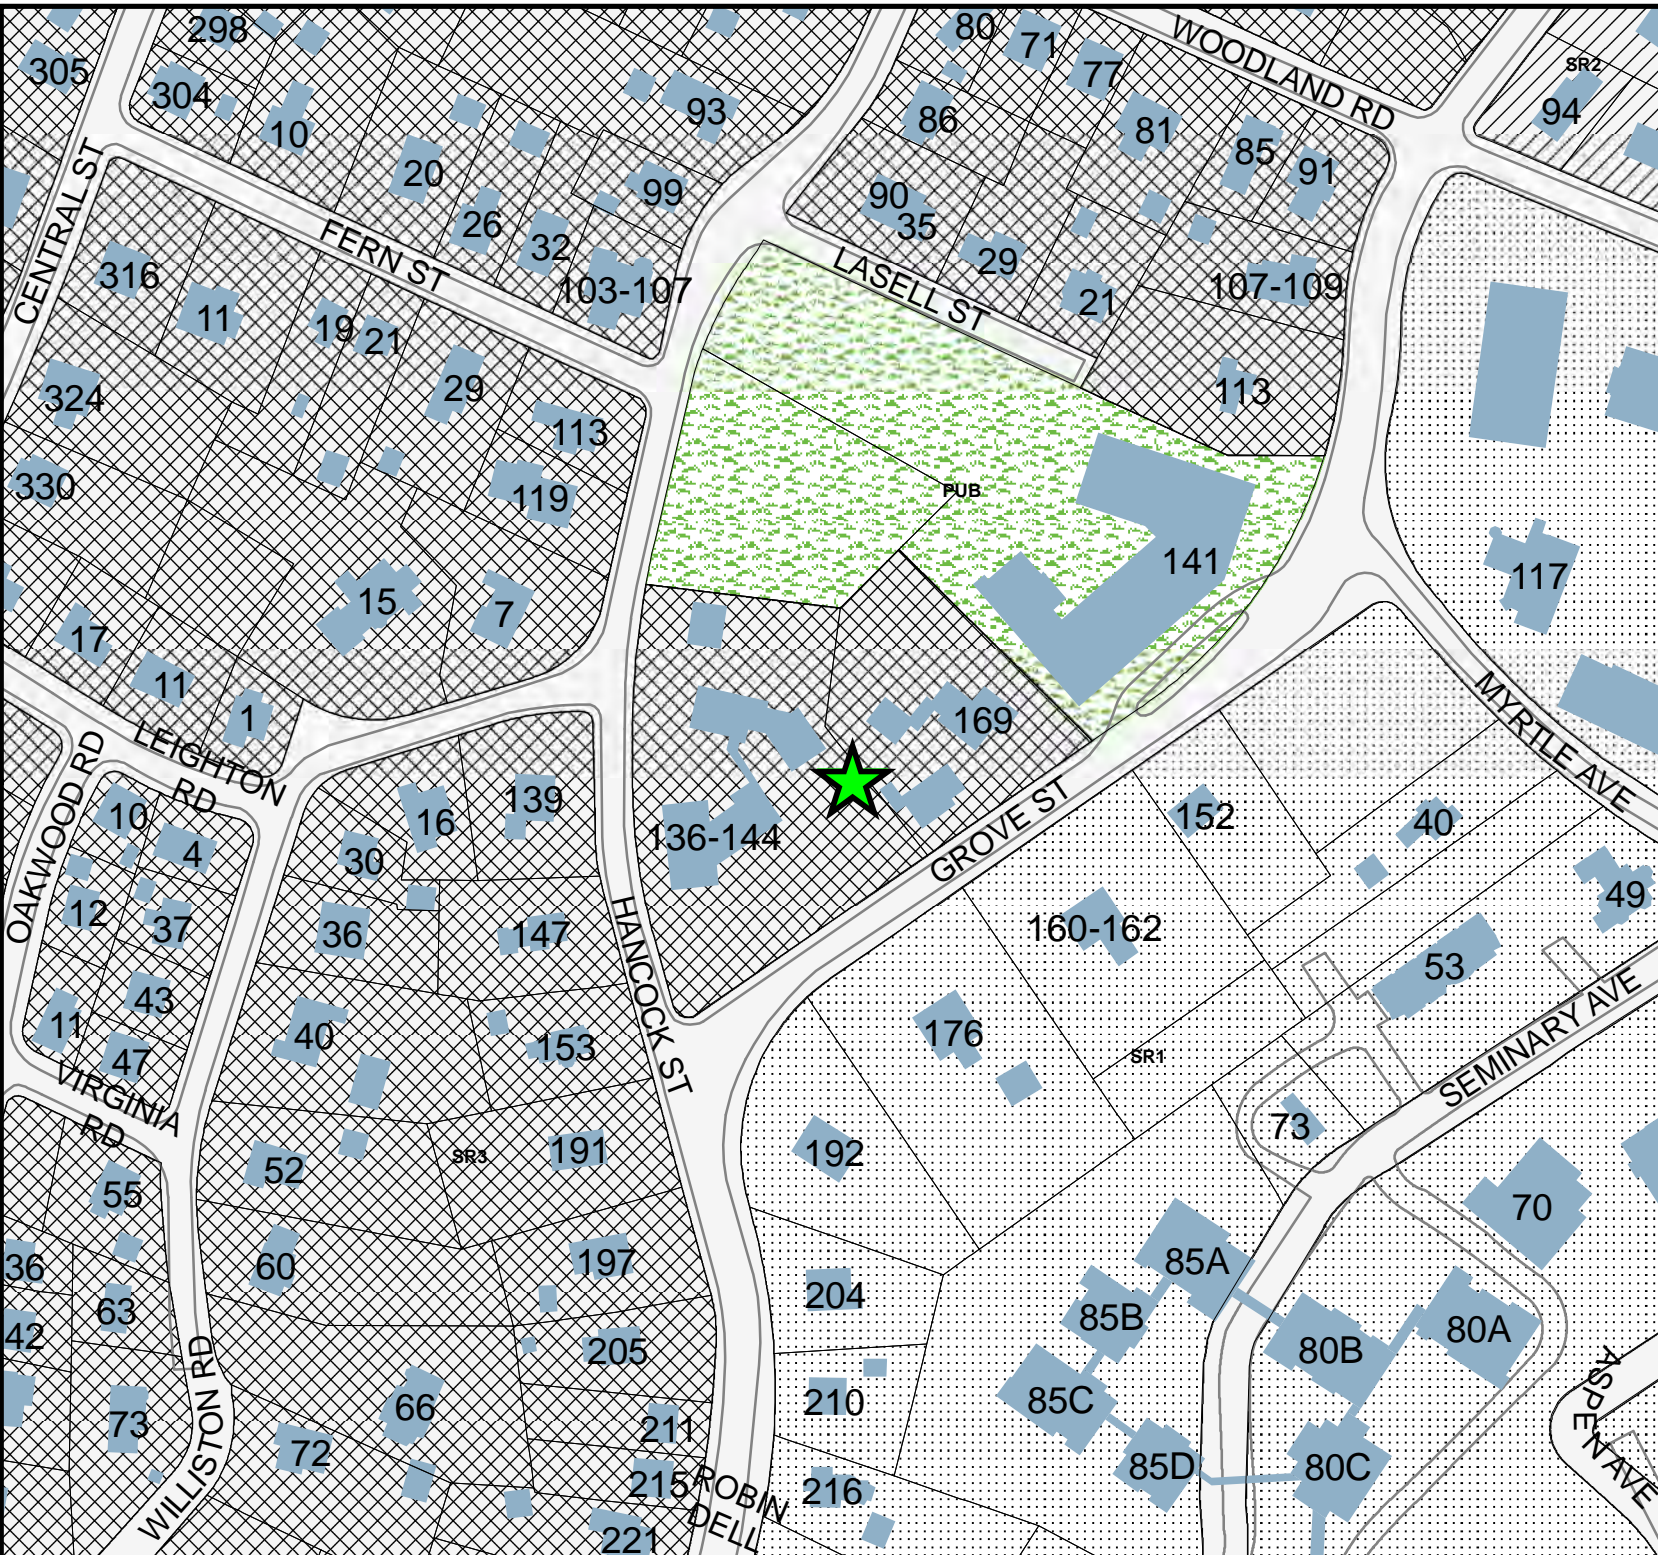 298
80
71
WOODLAND RD
305
77
SR2
304
93
94
10
86
81
85
91
CENTRAL ST
20
99
90
35
26
32
FERN ST
29
LASELL ST
316
103-107
107-109
21
11
19
21
29
113
324
113
330
119
PUB
141
117
15
7
17
11
1
169
MYRTLE AVE
LEIGHTON
RD
OAKWOOD RD
10
16
139
136-144
GROVE ST
152
40
4
30
12
37
36
147
HANCOCK ST
160-162
49
53
43
11
40
153
176
SR1
SEMINARY AVE
47
VIRGINIA
RD
73
52
SR3
191
192
55
70
36
60
197
85A
63
204
85B
42
205
80B
80A
WILLISTON RD
66
210
85C
ASPEN AVE
73
211
72
215
ROBIN
DELL
216
85D
80C
221